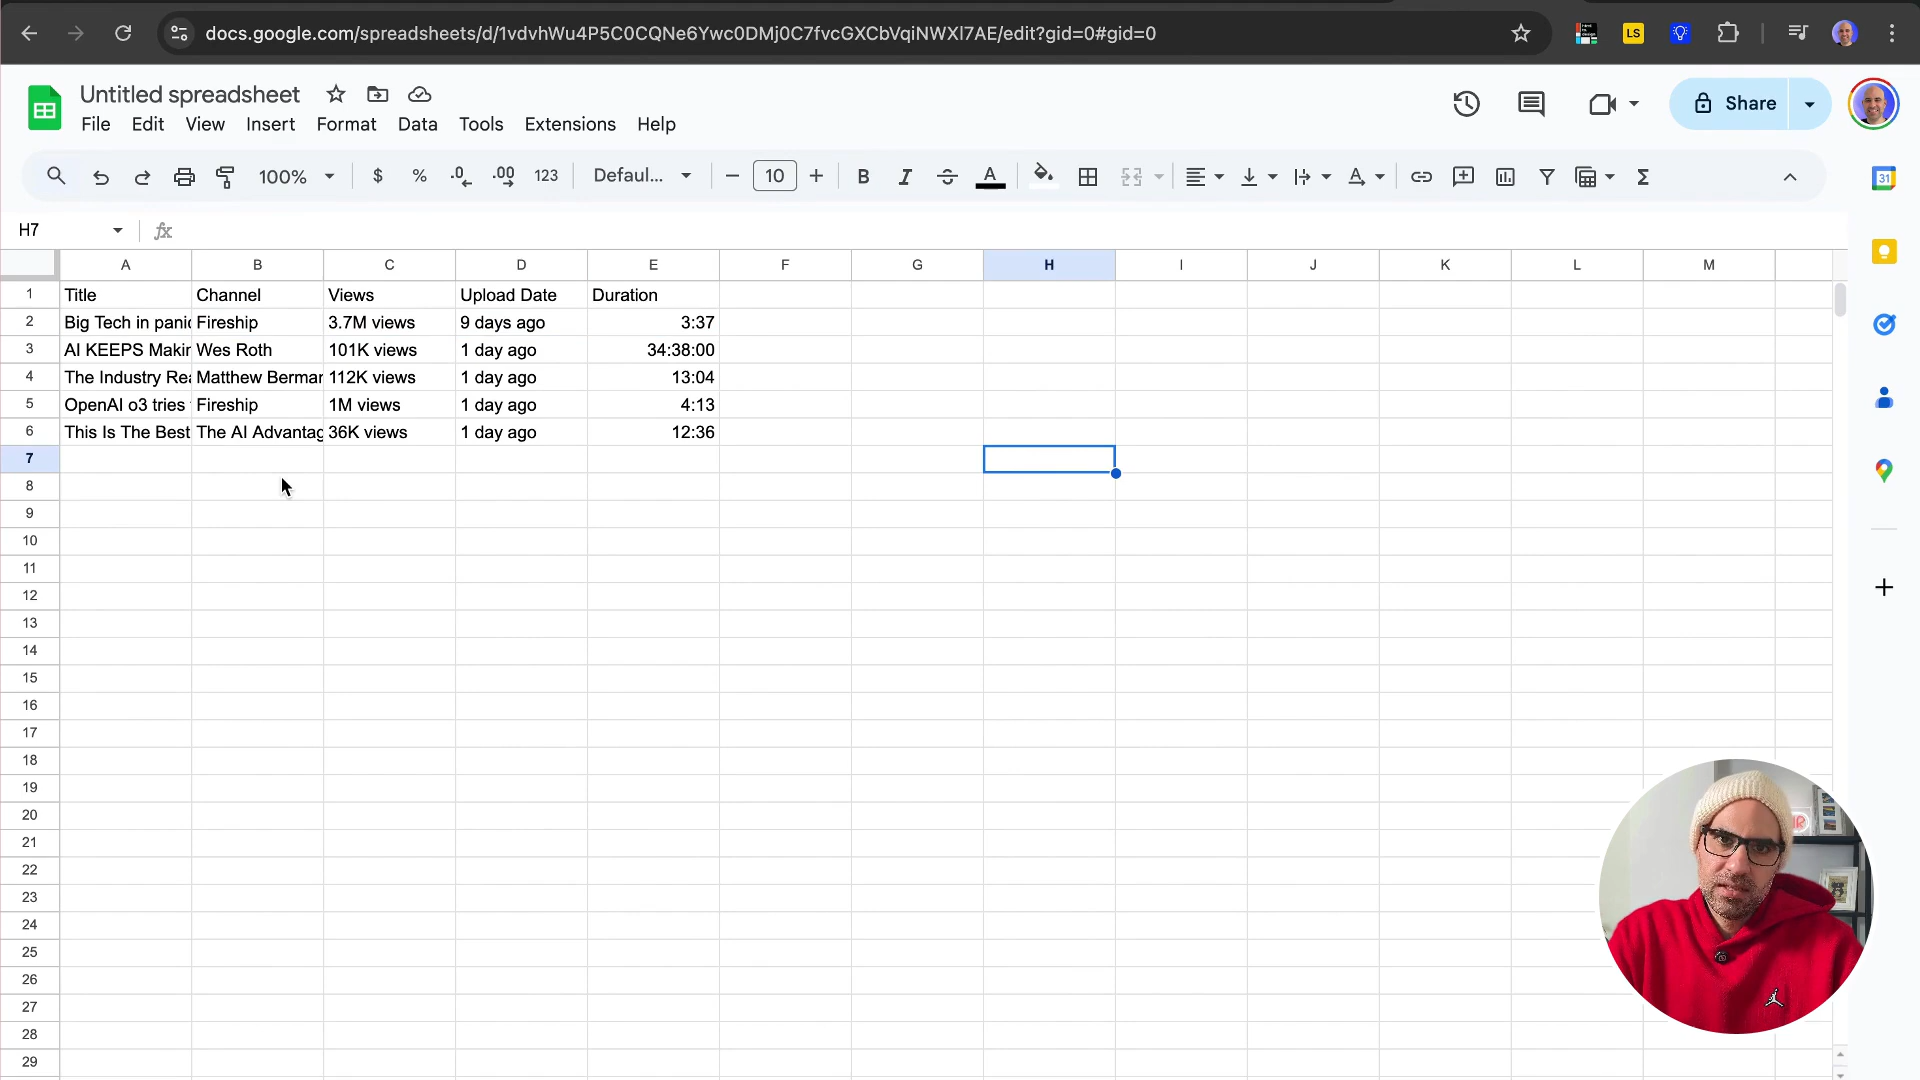 docs.google.com/spreadsheets/d/1vdvhWu4P5C0CQNe6Ywc0DMj0C7fvcGXCbVqiNWXl7AE/edit?gid=0#gid=0
LS
Untitled spreadsheet
File Edit View Insert Format Data Tools Extensions Help
Share
100% $ % .0 .00 123 Defaul... 10 B I A A
31
H7 fx
A B C D E F G H I J K L M
1 Title Channel Views Upload Date Duration
2 Big Tech in panic Fireship 3.7M views 9 days ago 3:37
3 AI KEEPS Makin Wes Roth 101K views 1 day ago 34:38:00
4 The Industry Rea Matthew Berman 112K views 1 day ago 13:04
5 OpenAI o3 tries Fireship 1M views 1 day ago 4:13
6 This Is The Best The AI Advantag 36K views 1 day ago 12:36
7
8
9
10
11
12
13
14
15
16
17
18
19
20
21
22
23
24
25
26
27
28
29